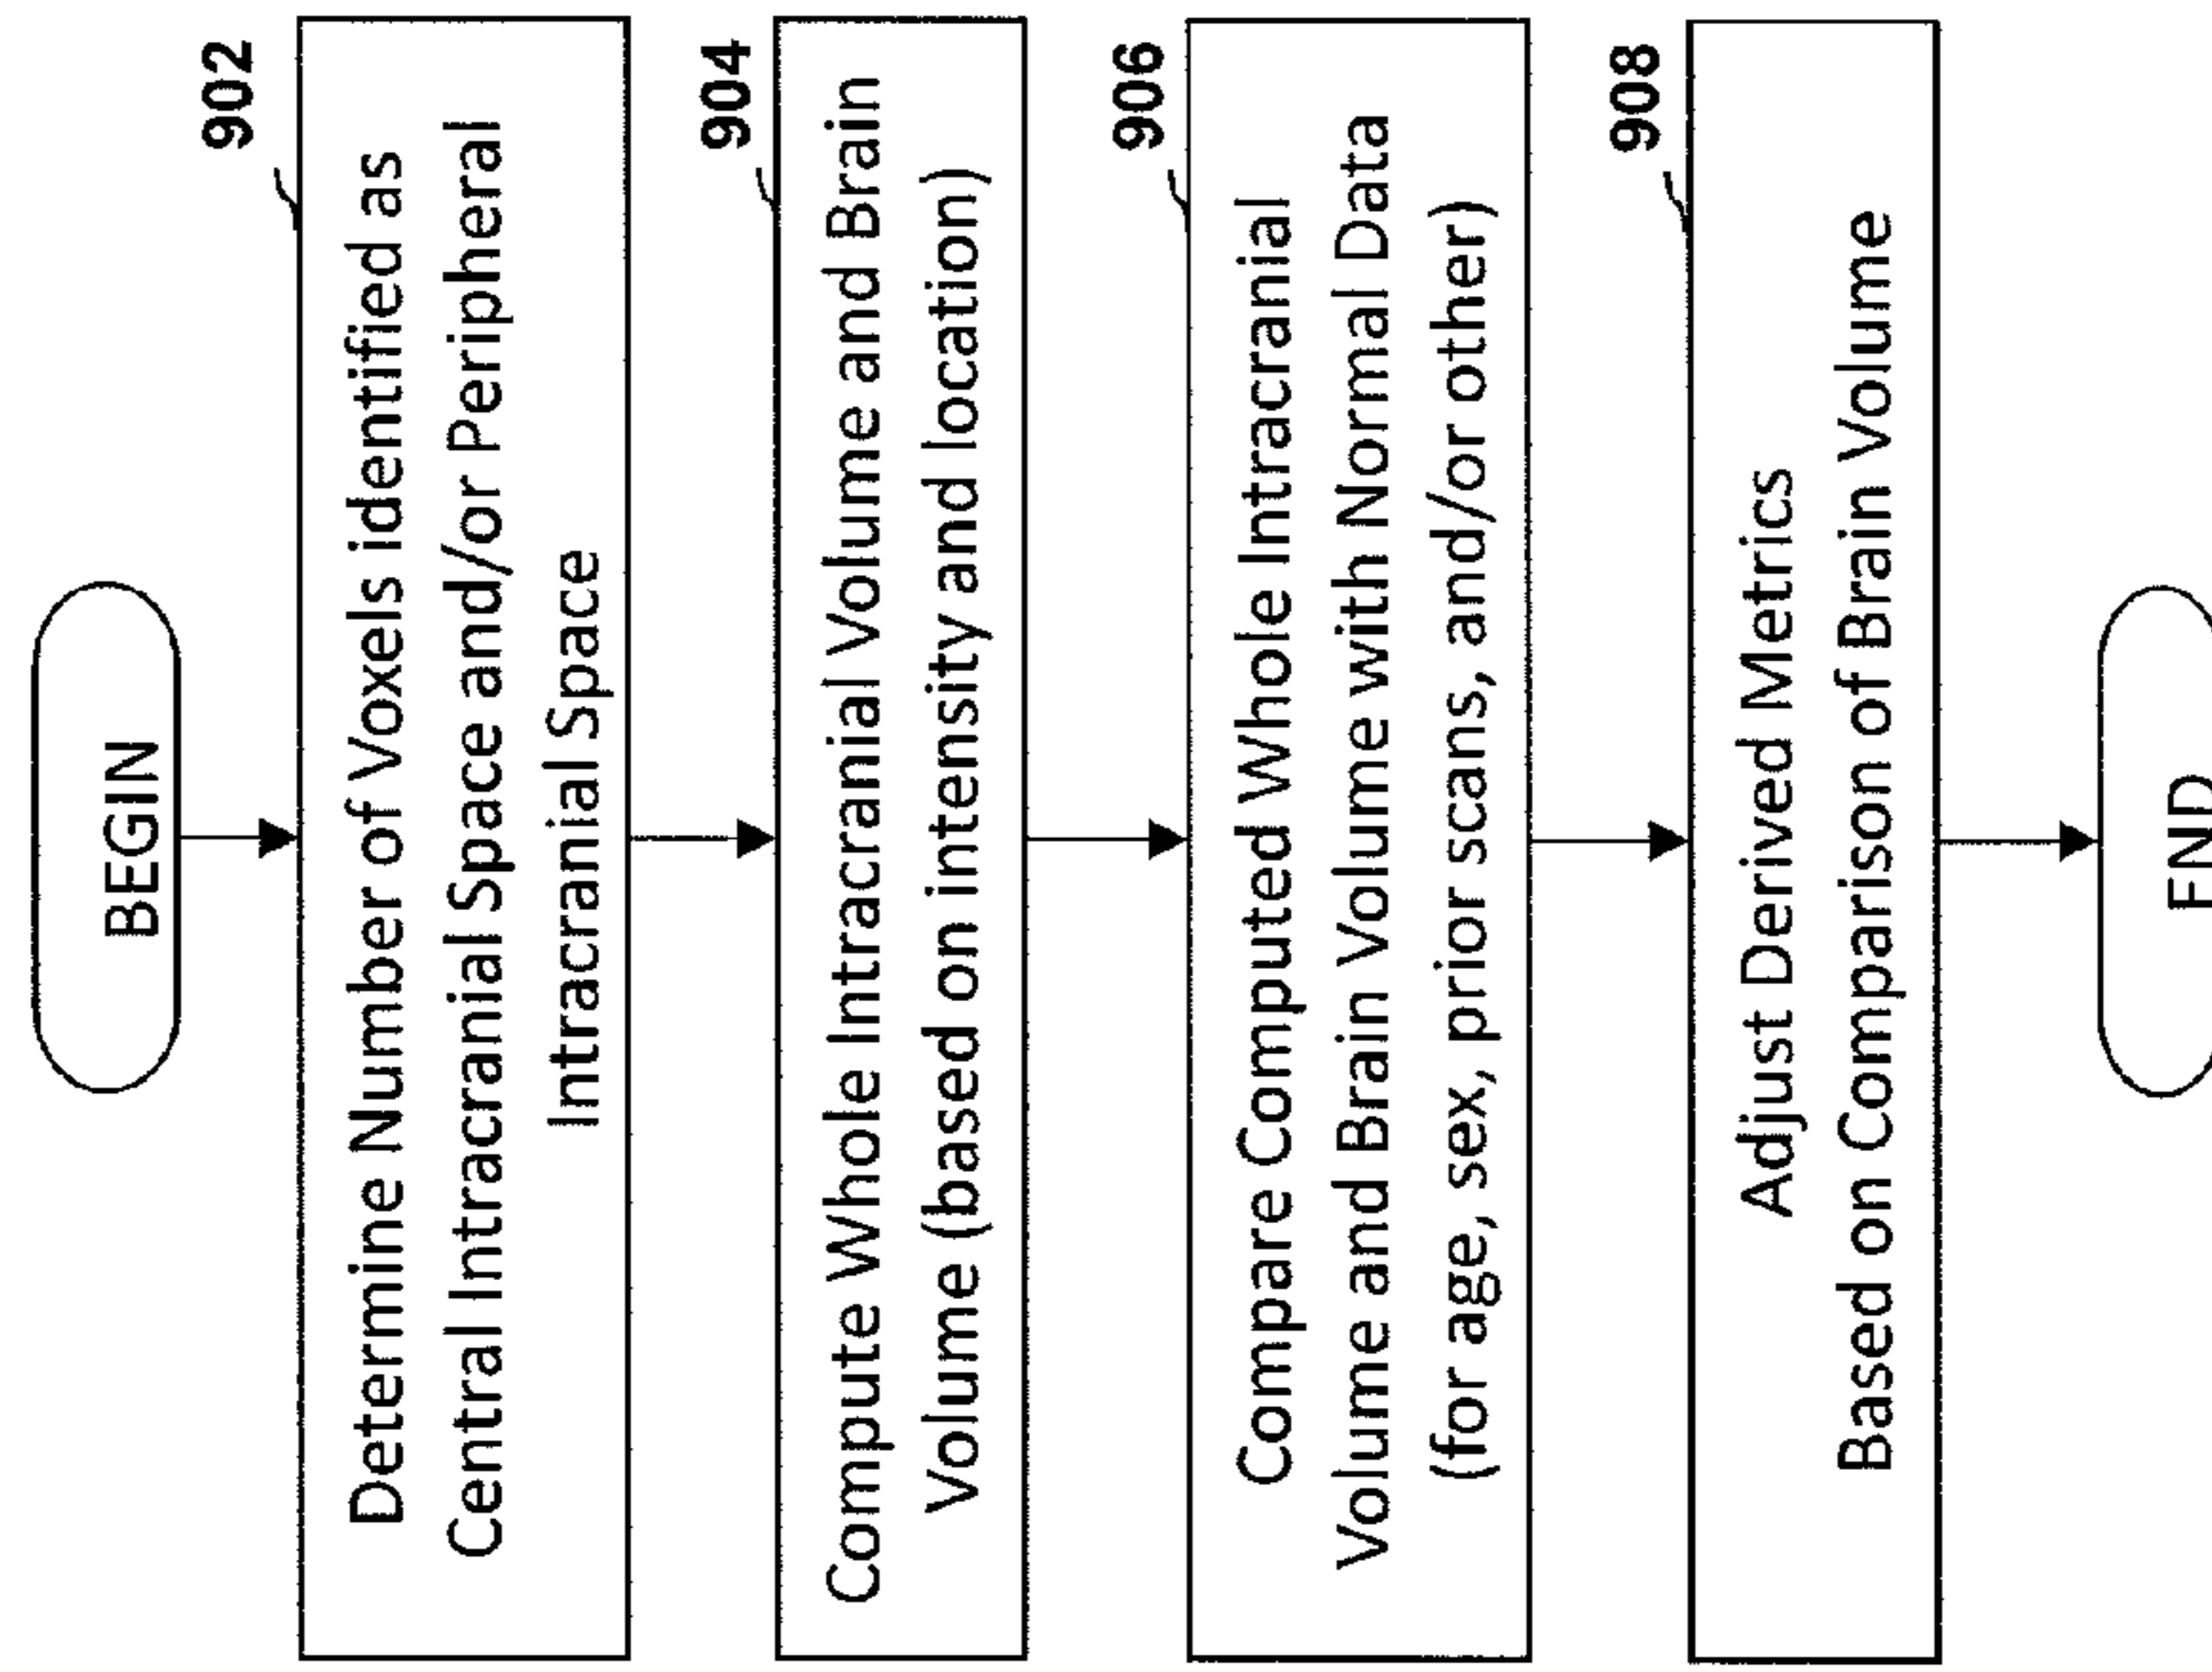 BEGIN
902
Determine Number of Voxels identified as
Central Intracranial Space and/or Peripheral
Intracranial Space
904
Compute Whole Intracranial Volume and Brain
Volume (based on intensity and location)
906
Compare Computed Whole Intracranial
Volume and Brain Volume with Normal Data
(for age, sex, prior scans, and/or other)
908
Adjust Derived Metrics
Based on Comparison of Brain Volume
END